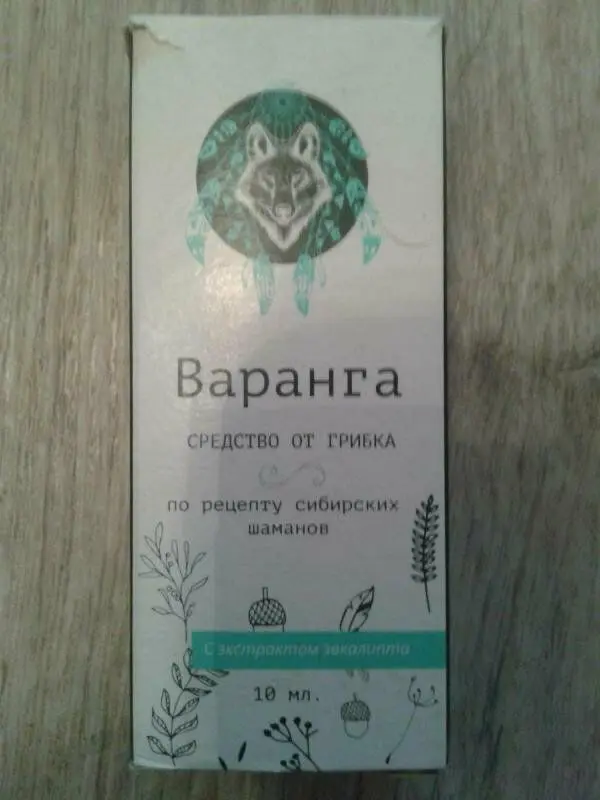 Варанга
СРЕДСТВО ОТ ГРИБКА
по рецепту сибирских
шаманов
С экстрактом эвкалипта
10 мл.